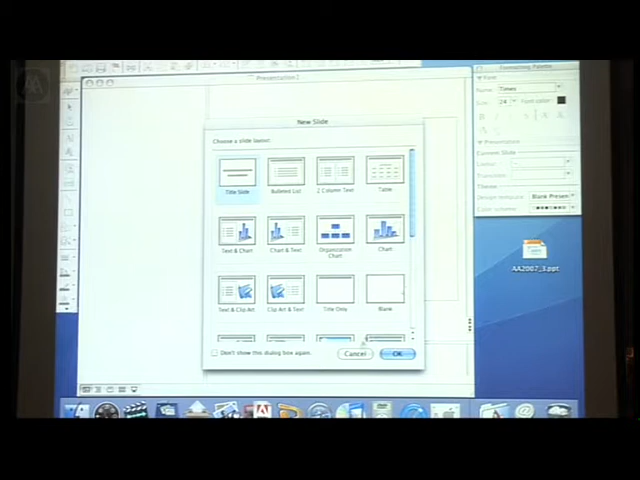 AA
Presentation1
New Slide
Choose a slide layout:
Title Slide
Bulleted List
2 Column Text
Table
Text & Chart
Chart & Text
Organization
Chart
Chart
Text & Clip Art
Clip Art & Text
Title Only
Blank
Don't show this dialog box again.
Cancel
OK
Formatting Palette
Font
Name: Times
Size: 24 Font color:
Presentation
Current Slide
Layout:
Transition:
Theme
Design template: Blank Presen
Color scheme:
AA2007_3.ppt